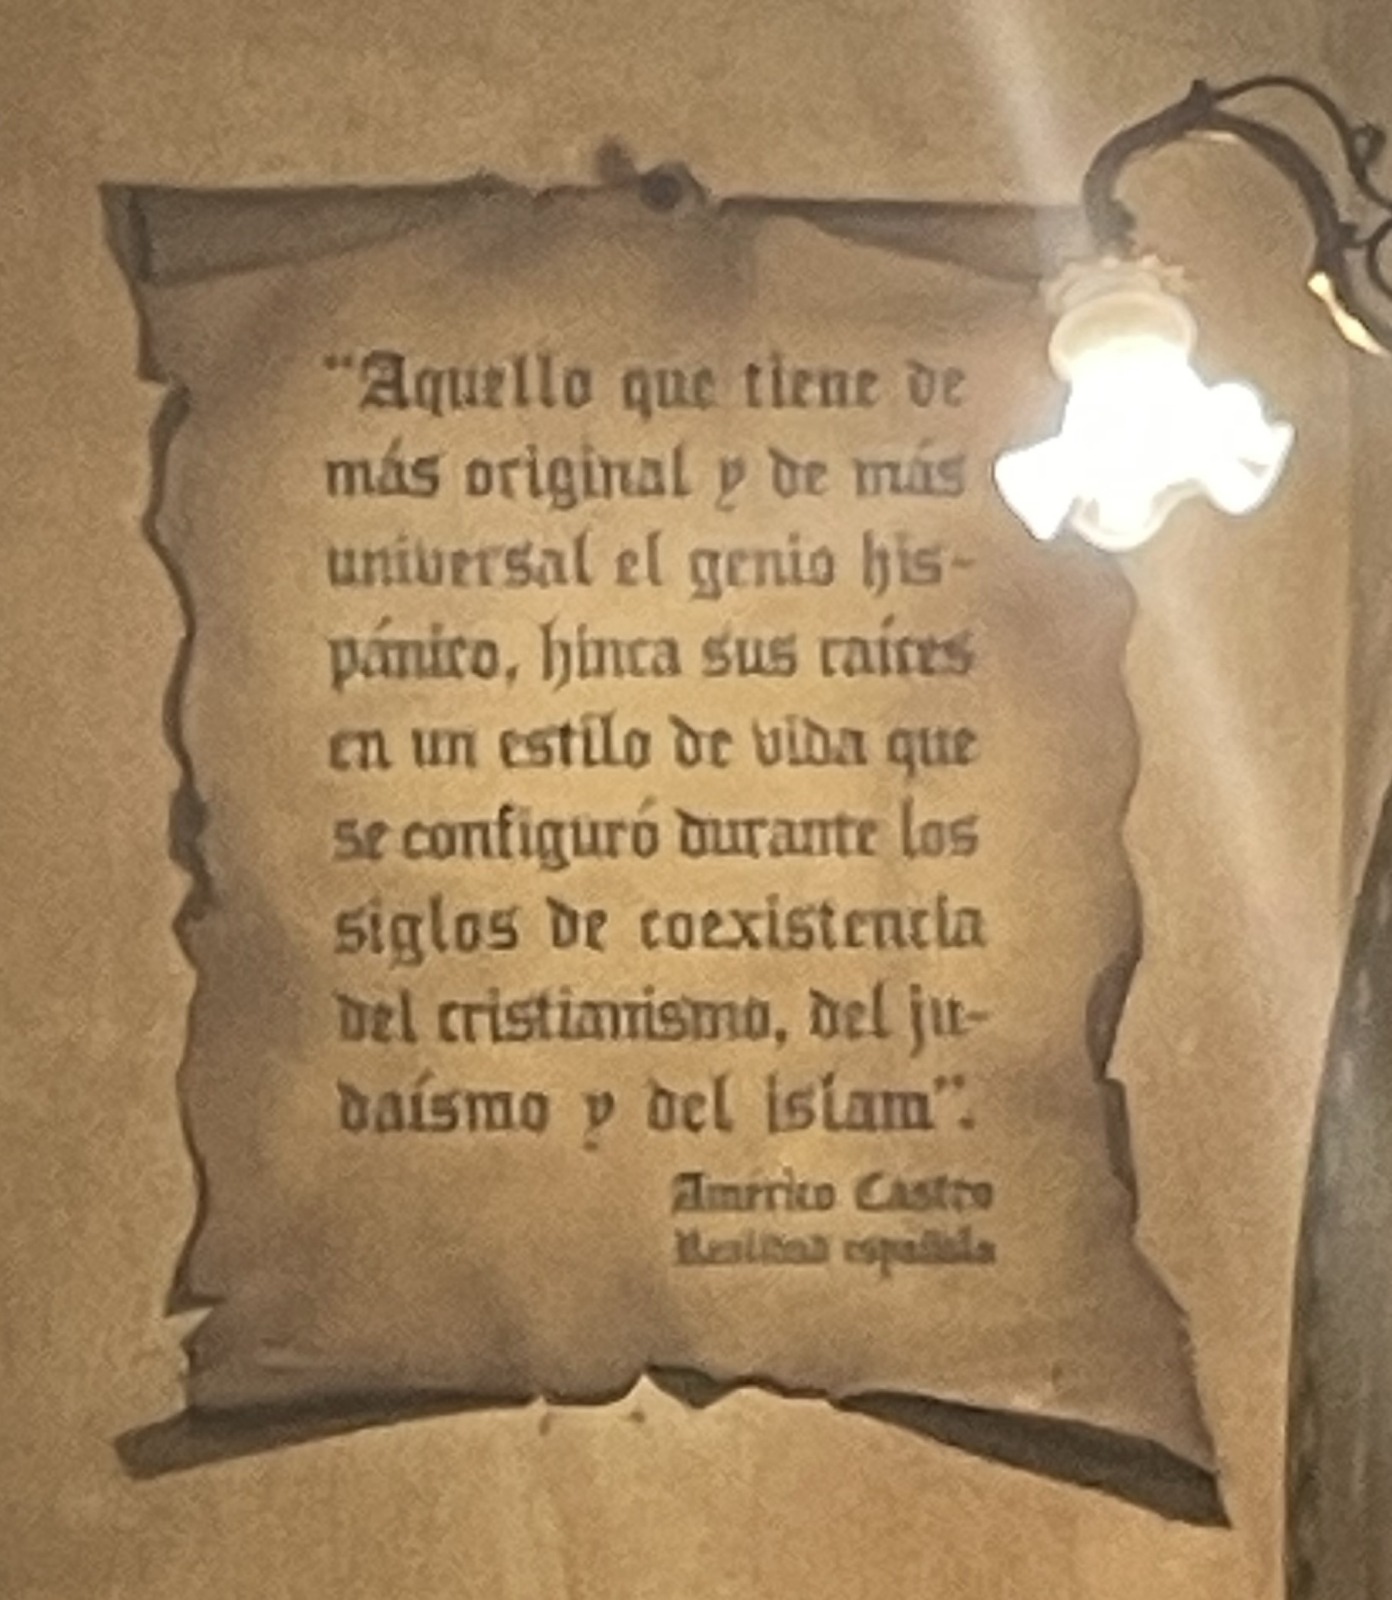 “Aquello que tiene de
más original y de más
universal el genio his-
pánico, hinca sus raíces
en un estilo de vida que
se configuró durante los
siglos de coexistencia
del cristianismo, del ju-
daísmo y del islam”.
Américo Castro
Realidad española